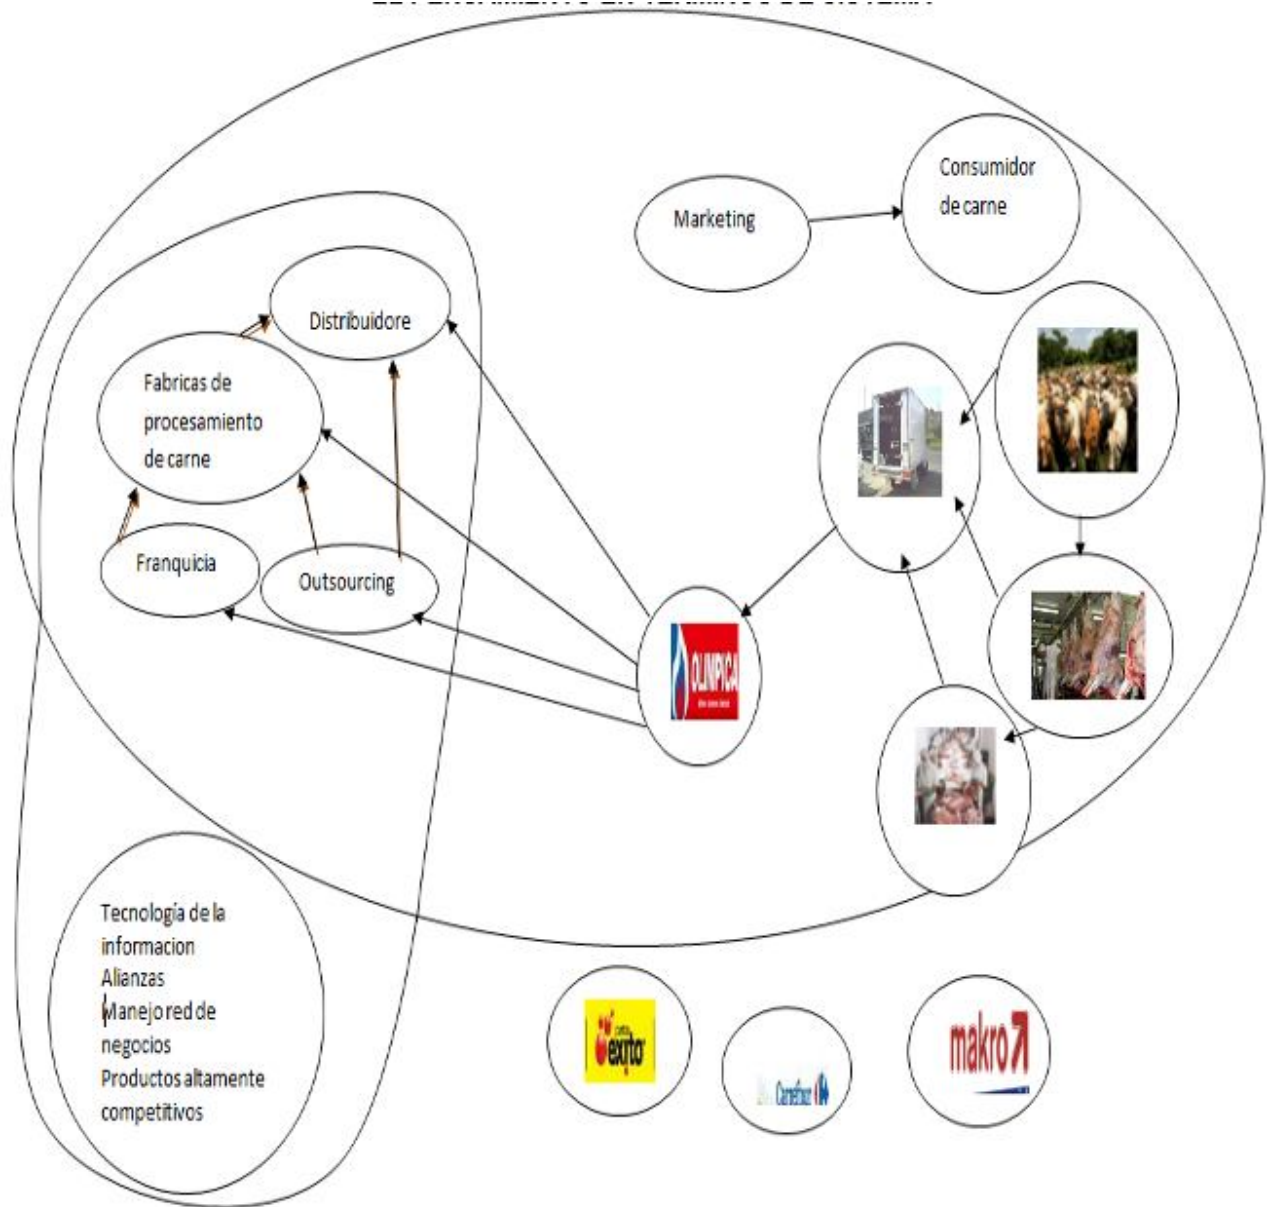 Consumidor
de carne
Marketing
Distribuidore
Fabricas de
procesamiento
de carne
Franquicia
Outsourcing
OLIMPICA
Tecnología de la
informacion
Alianzas
Manejo red de
negocios
Productos altamente
competitivos
exito
Carrefour
makro